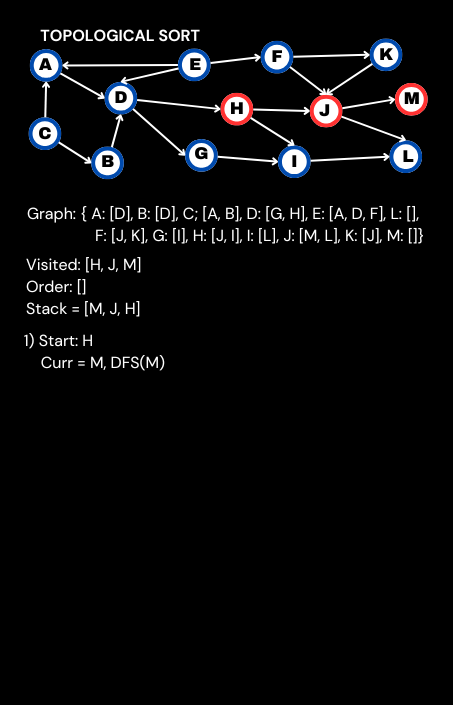 TOPOLOGICAL SORT
A
E
F
K
D
H
J
M
C
B
G
I
L
Graph: { A: [D], B: [D], C; [A, B], D: [G, H], E: [A, D, F], L: [],
F: [J, K], G: [I], H: [J, I], I: [L], J: [M, L], K: [J], M: []}
Visited: [H, J, M]
Order: []
Stack = [M, J, H]
1) Start: H
Curr = M, DFS(M)